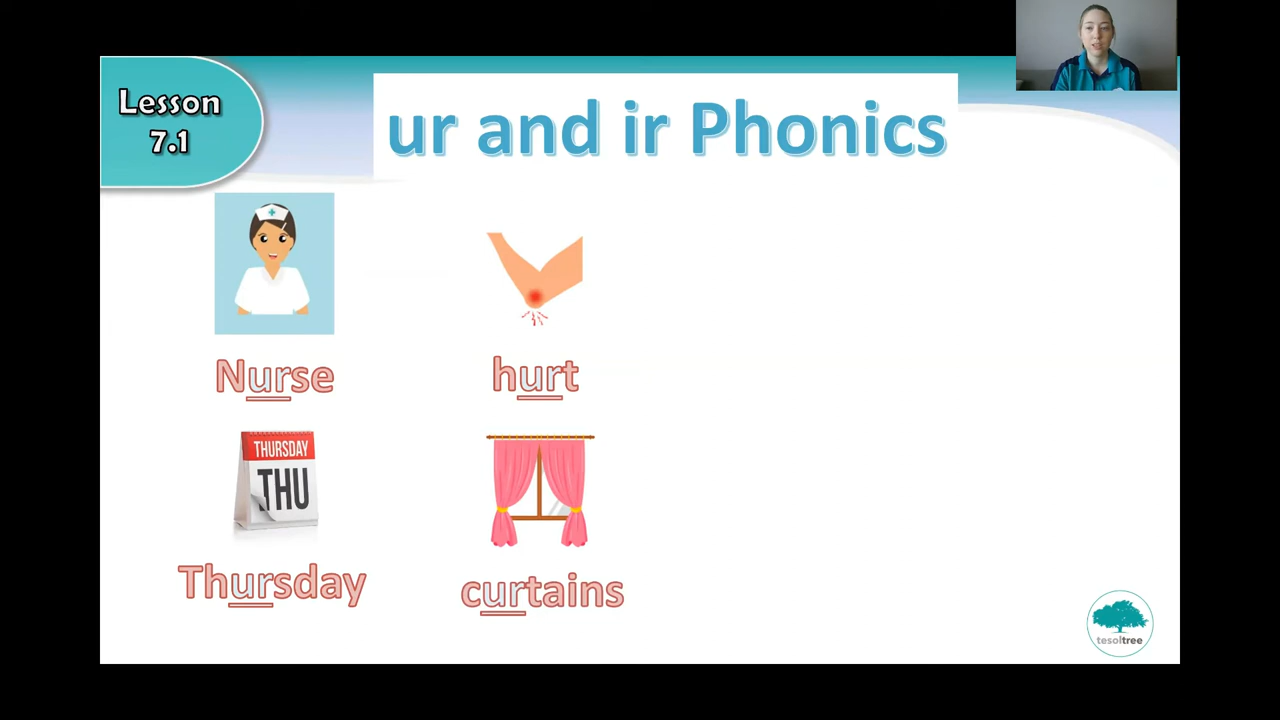 Lesson
7.1
ur and ir Phonics
Nurse
hurt
THURSDAY
THU
Thursday
curtains
tesoltree